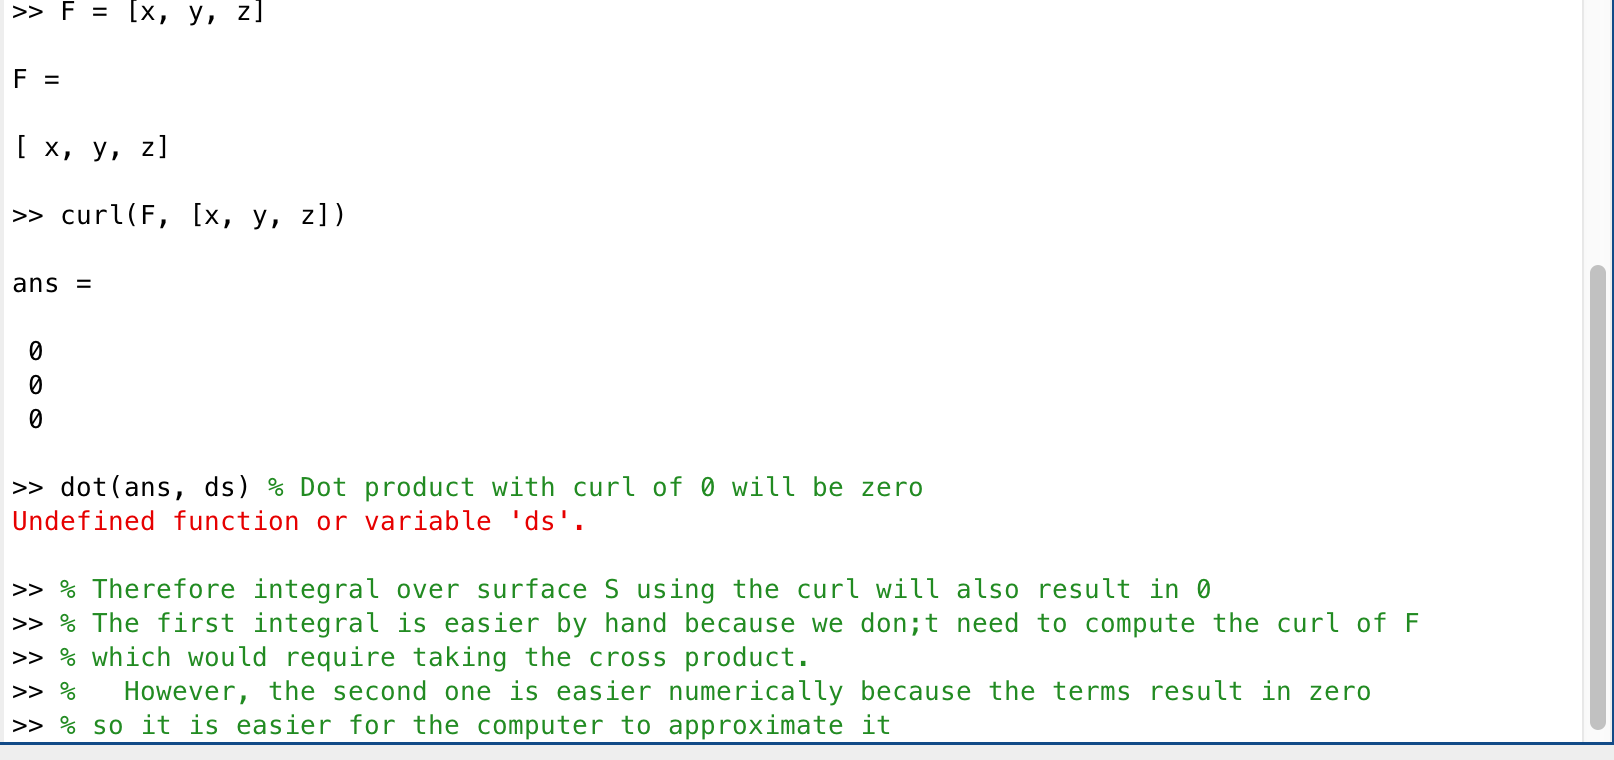 >> F = [x, y, z]
F =
[ x, y, z]
>> curl(F, [x, y, z])
ans =
0
0
0
>> dot(ans, ds) % Dot product with curl of 0 will be zero
Undefined function or variable 'ds'.
>> % Therefore integral over surface S using the curl will also result in 0
>> % The first integral is easier by hand because we don;t need to compute the curl of F
>> % which would require taking the cross product.
>> %   However, the second one is easier numerically because the terms result in zero
>> % so it is easier for the computer to approximate it